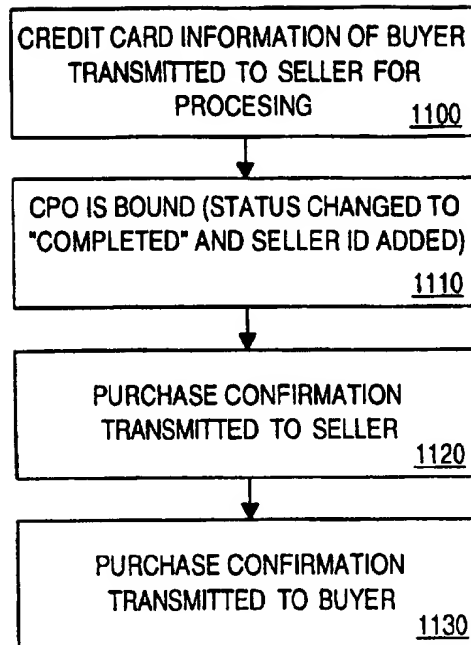 CREDIT CARD INFORMATION OF BUYER
TRANSMITTED TO SELLER FOR
PROCESING
1100
CPO IS BOUND (STATUS CHANGED TO
"COMPLETED" AND SELLER ID ADDED)
1110
PURCHASE CONFIRMATION
TRANSMITTED TO SELLER
1120
PURCHASE CONFIRMATION
TRANSMITTED TO BUYER
1130